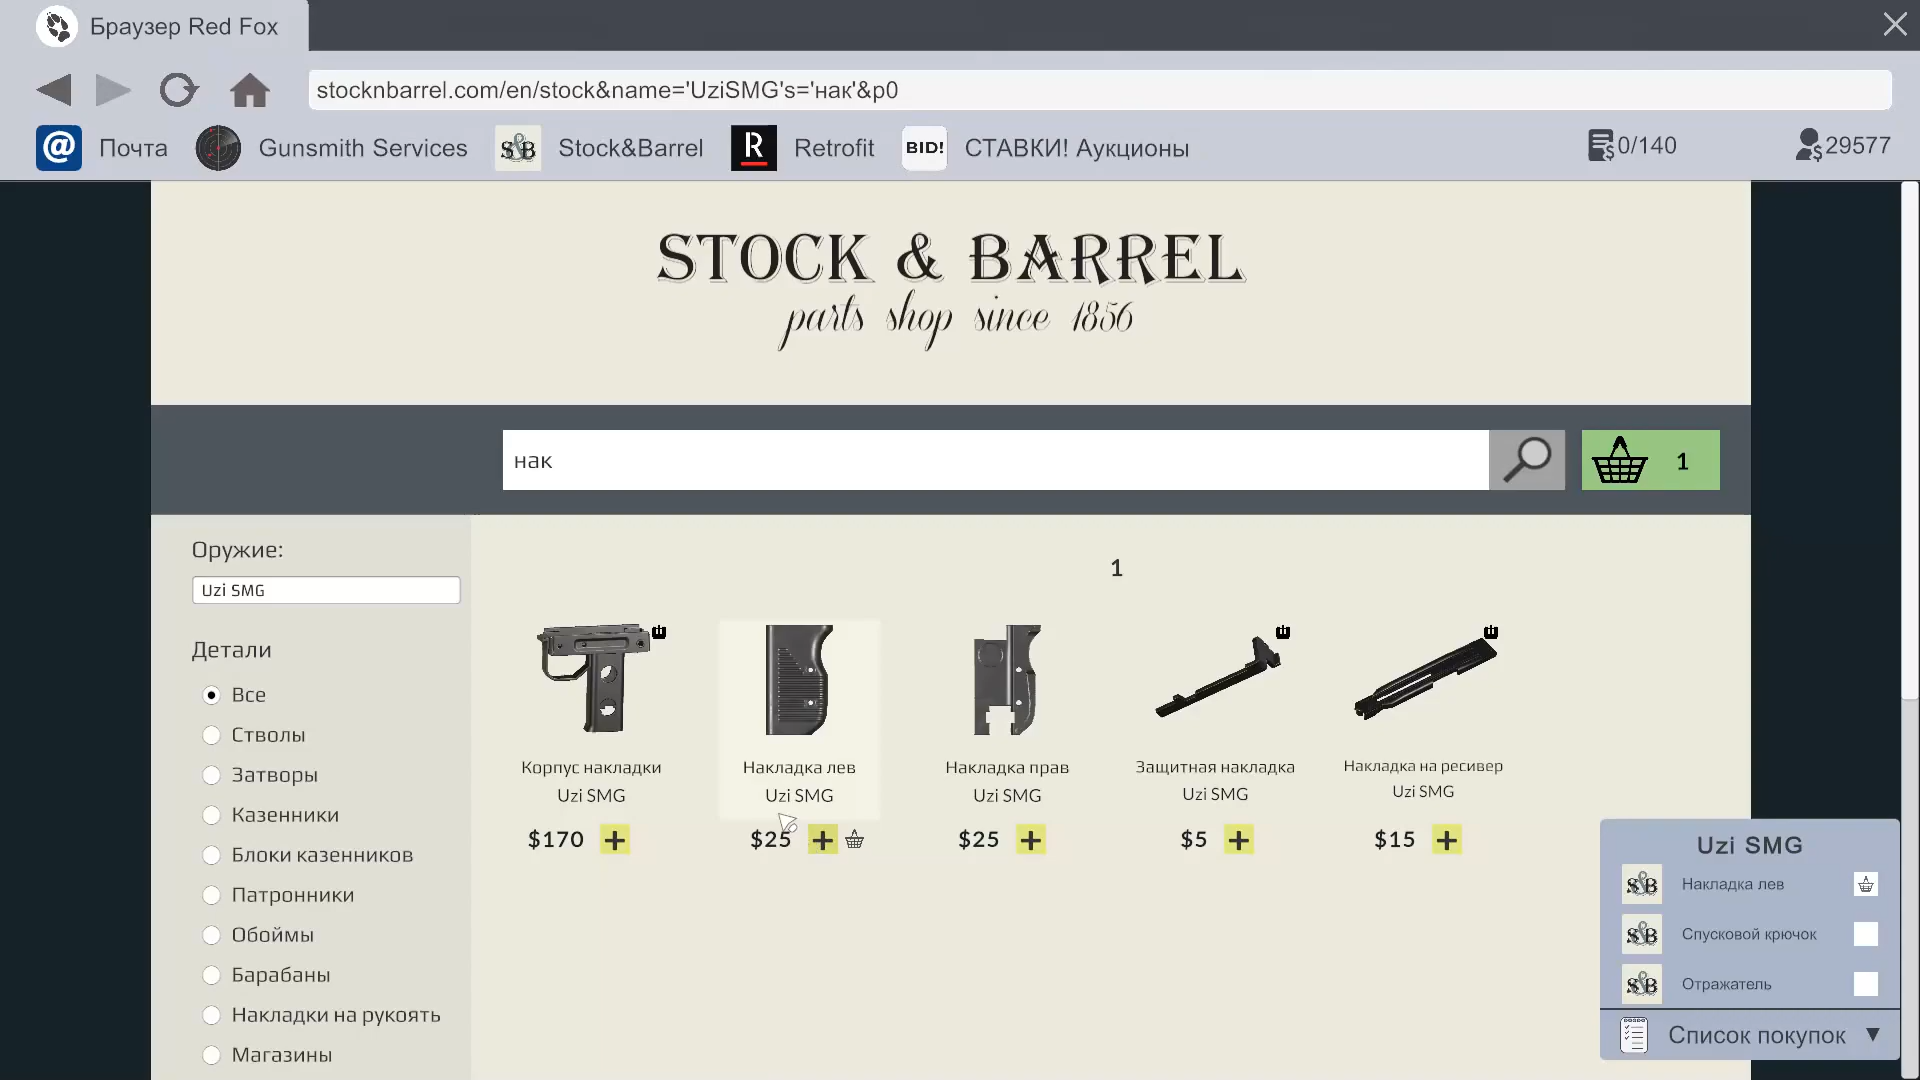 Браузер Red Fox
stocknbarrel.com/en/stock&name='UziSMG's='нак'&p0
@ Почта Gunsmith Services S&B Stock&Barrel R Retrofit BID! СТАВКИ! Аукционы 0/140 29577
STOCK & BARREL
parts shop since 1856
нак 1
Оружие:
Uzi SMG
Детали
Все
Стволы
Затворы
Казенники
Блоки казенников
Патронники
Обоймы
Барабаны
Накладки на рукоять
Магазины
1
Корпус накладки
Uzi SMG
$170 +
Накладка лев
Uzi SMG
$25 +
Накладка прав
Uzi SMG
$25 +
Защитная накладка
Uzi SMG
$5 +
Накладка на ресивер
Uzi SMG
$15 +
Uzi SMG
S&B Накладка лев
S&B Спусковой крючок
S&B Отражатель
Список покупок ▼